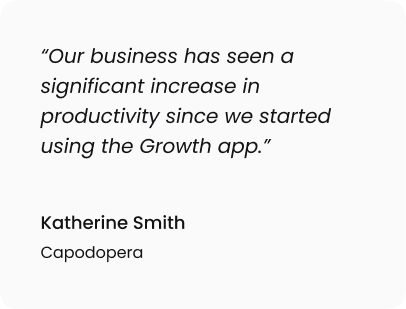 “Our business has seen a
significant increase in
productivity since we started
using the Growth app.”
Katherine Smith
Capodopera